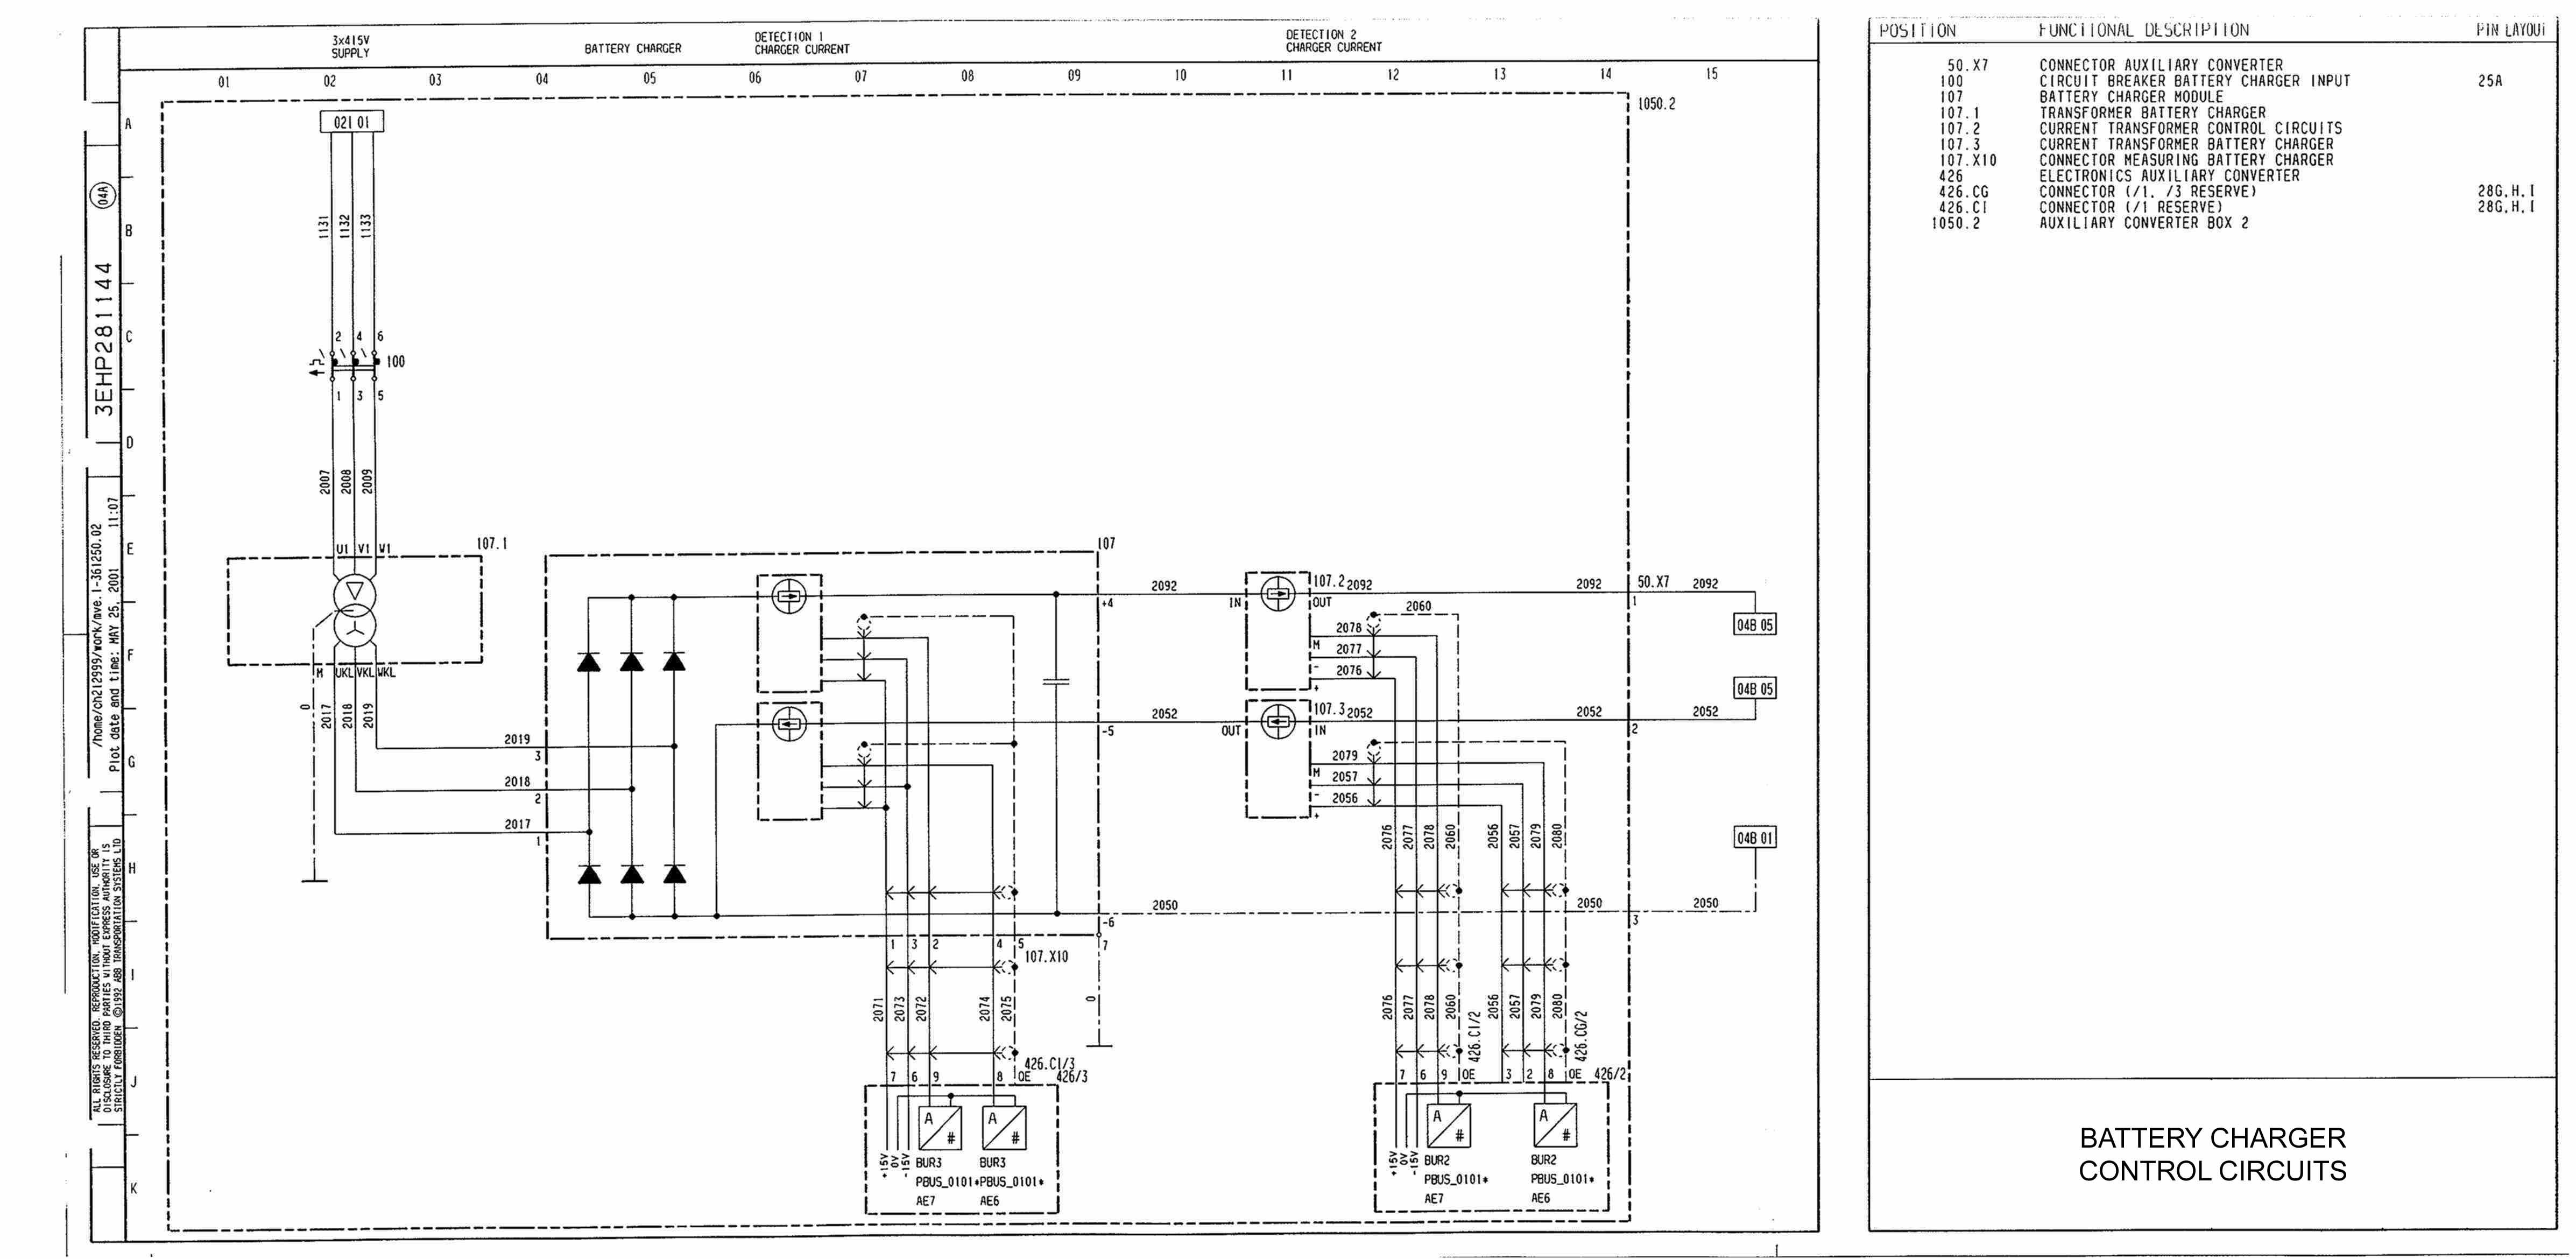 3x415V
SUPPLY
BATTERY CHARGER
DETECTION 1
CHARGER CURRENT
DETECTION 2
CHARGER CURRENT
01 02 03 04 05 06 07 08 09 10 11 12 13 14 15
A
B
C
D
E
F
G
H
I
J
K
04A
3EHP281144
/home/ch212999/work/mve.1-361250.02
Plot date and time: MAY 25, 2001 11:07
ALL RIGHTS RESERVED. REPRODUCTION, MODIFICATION, USE OR
DISCLOSURE TO THIRD PARTIES WITHOUT EXPRESS AUTHORITY IS
STRICTLY FORBIDDEN ©1992 ABB TRANSPORTATION SYSTEMS LTD
1050.2
02I 01
1131 1132 1133
2 4 6
100
1 3 5
2007 2008 2009
U1 V1 W1
107.1
M UKL VKL WKL
0
2017 2018 2019
2019
3
2018
2
2017
1
107
2092
+4
2052
-5
2050
-6
7
0
1 3 2 4 5
107.X10
2071 2073 2072 2074 2075
426.CI/3
7 6 9 8 OE 426/3
A # A #
+15V 0V -15V
BUR3 BUR3
PBUS_0101* PBUS_0101*
AE7 AE6
107.2 2092
IN OUT
2060
2078
M
2077
-
2076
+
107.3 2052
OUT IN
2079
M
2057
-
2056
+
2092 50.X7 2092
1
04B 05
04B 05
2052 2052
2
04B 01
2050 2050
3
2076 2077 2078 2060 2056 2057 2079 2080
2076 2077 2078 2060 2056 2057 2079 2080
426.CI/2 426.CG/2
7 6 9 OE 3 2 8 OE 426/2
A # A #
+15V 0V -15V
BUR2 BUR2
PBUS_0101* PBUS_0101*
AE7 AE6
POSITION FUNCTIONAL DESCRIPTION PIN LAYOUT
50.X7 CONNECTOR AUXILIARY CONVERTER
100 CIRCUIT BREAKER BATTERY CHARGER INPUT 25A
107 BATTERY CHARGER MODULE
107.1 TRANSFORMER BATTERY CHARGER
107.2 CURRENT TRANSFORMER CONTROL CIRCUITS
107.3 CURRENT TRANSFORMER BATTERY CHARGER
107.X10 CONNECTOR MEASURING BATTERY CHARGER
426 ELECTRONICS AUXILIARY CONVERTER
426.CG CONNECTOR (/1, /3 RESERVE) 28G,H,I
426.CI CONNECTOR (/1 RESERVE) 28G,H,I
1050.2 AUXILIARY CONVERTER BOX 2
BATTERY CHARGER
CONTROL CIRCUITS